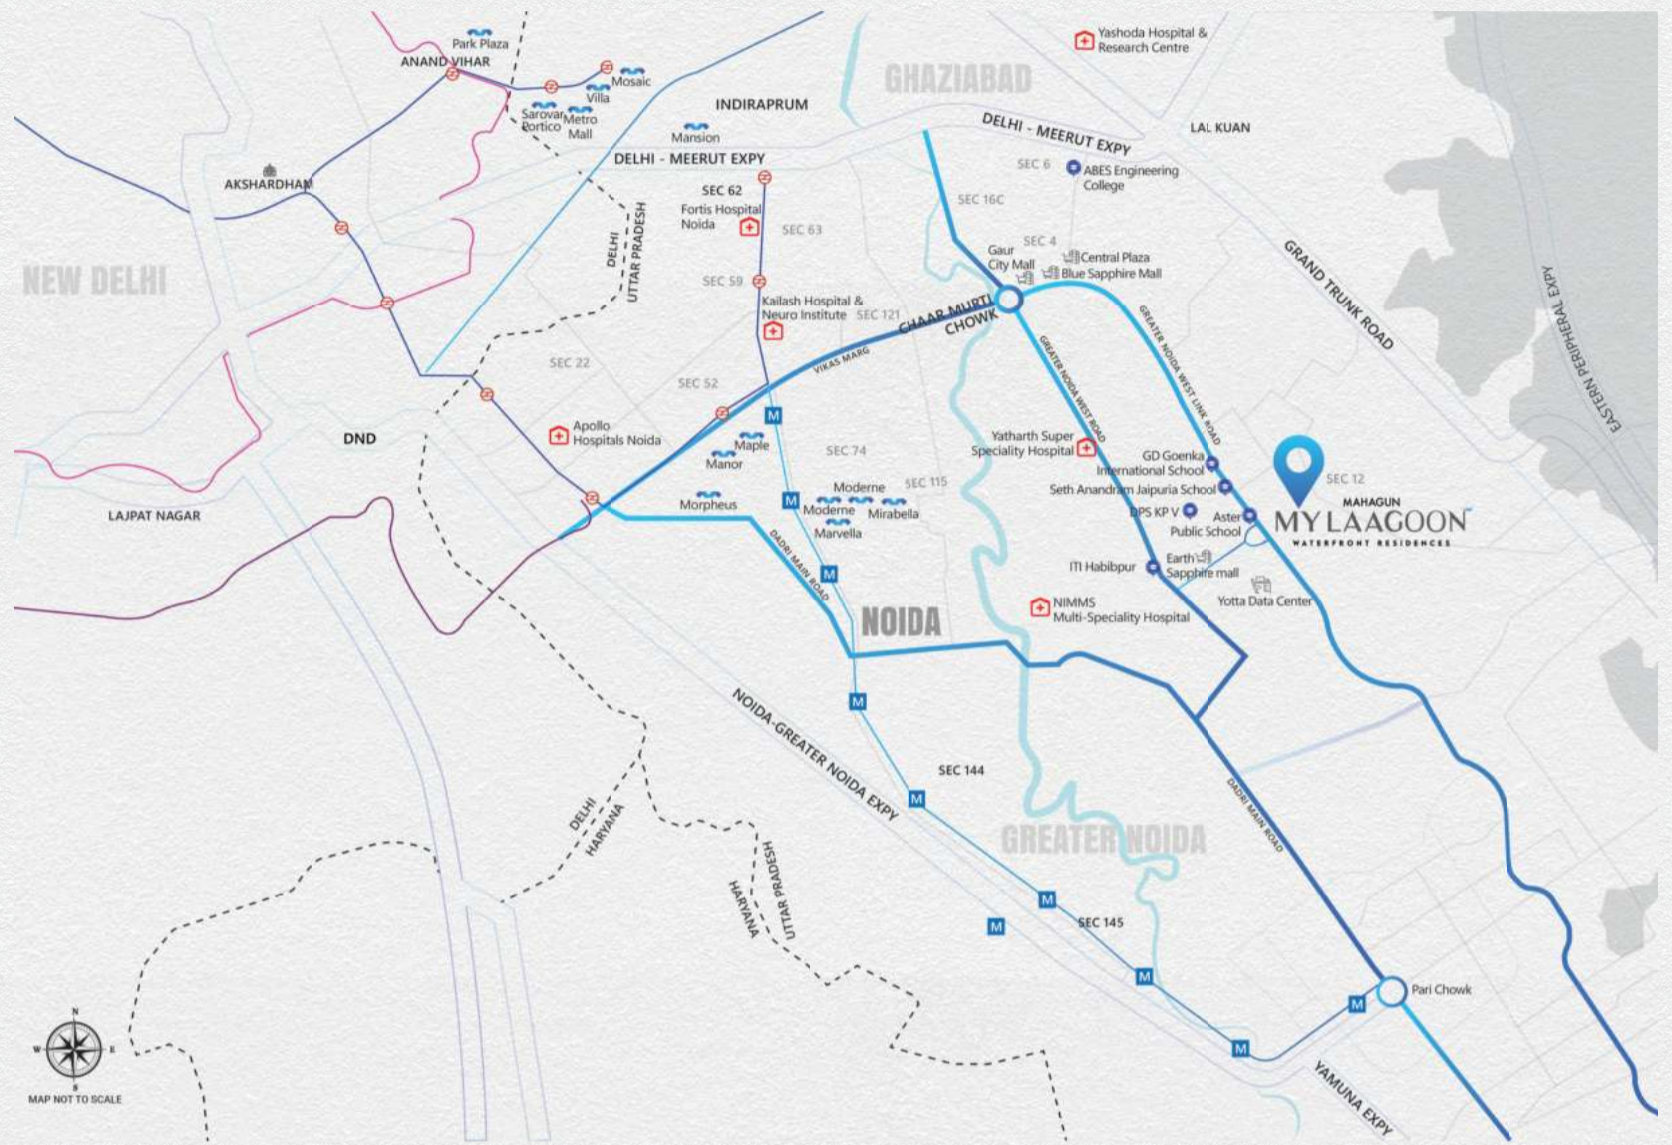 Park Plaza
ANAND VIHAR
Mosaic
Villa
Sarovar
Portico
Metro
Mall
INDIRAPRUM
Mansion
DELHI - MEERUT EXPY
GHAZIABAD
Yashoda Hospital &
Research Centre
DELHI - MEERUT EXPY
LAL KUAN
SEC 6
ABES Engineering
College
AKSHARDHAM
SEC 62
Fortis Hospital
Noida
SEC 63
SEC 16C
DELHI
UTTAR PRADESH
NEW DELHI
SEC 59
Gaur
City Mall
SEC 4
Central Plaza
Blue Sapphire Mall
GRAND TRUNK ROAD
EASTERN PERIPHERAL EXPY
Kailash Hospital &
Neuro Institute
SEC 121
CHAAR MURTI
CHOWK
VIKAS MARG
GREATER NOIDA WEST ROAD
GREATER NOIDA WEST LINK ROAD
SEC 22
SEC 52
DND
Apollo
Hospitals Noida
Maple
Manor
SEC 74
Yatharth Super
Speciality Hospital
GD Goenka
International School
Seth Anandram Jaipuria School
SEC 12
MAHAGUN
MY LAAGOON
WATERFRONT RESIDENCES
LAJPAT NAGAR
Morpheus
Moderne
Moderne
Mirabella
Marvella
SEC 115
DPS KP V
Aster
Public School
M
M
M
M
M
M
M
M
M
M
DADRI MAIN ROAD
ITI Habibpur
Earth
Sapphire mall
Yotta Data Center
NIMMS
Multi-Speciality Hospital
NOIDA
NOIDA-GREATER NOIDA EXPY
SEC 144
DELHI
HARYANA
HARYANA
UTTAR PRADESH
GREATER NOIDA
DADRI MAIN ROAD
SEC 145
Pari Chowk
YAMUNA EXPY
N
W
E
S
MAP NOT TO SCALE